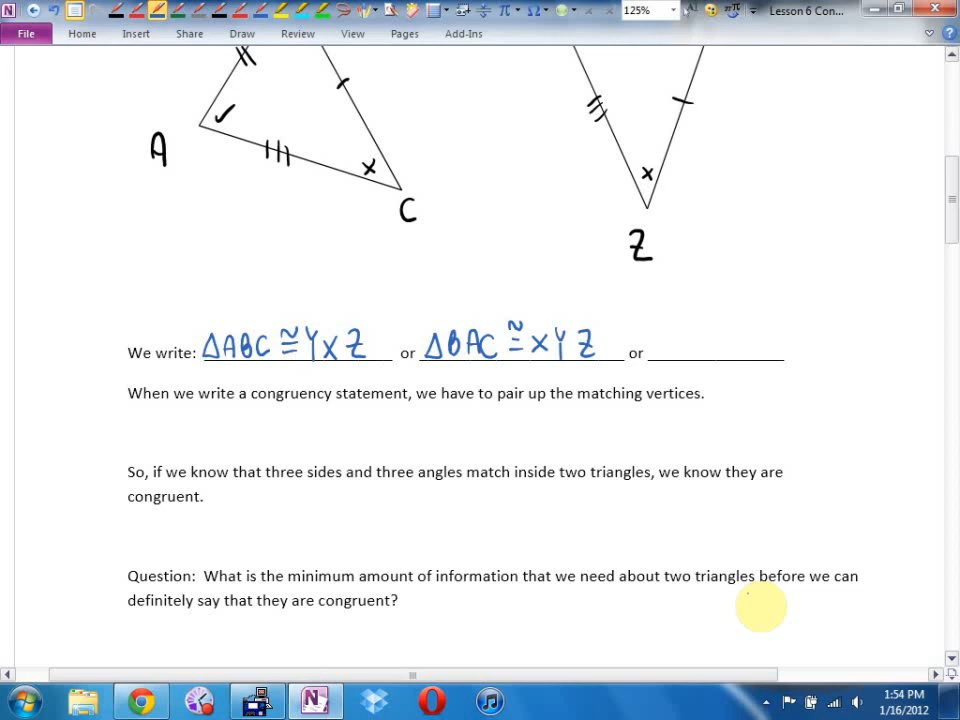 125%
Lesson 6 Con...
File Home Insert Share Draw Review View Pages Add-Ins
A
C
Z
We write: ΔABC ≅ YXZ or ΔBAC ≅ XYZ or
When we write a congruency statement, we have to pair up the matching vertices.
So, if we know that three sides and three angles match inside two triangles, we know they are
congruent.
Question: What is the minimum amount of information that we need about two triangles before we can
definitely say that they are congruent?
1:54 PM
1/16/2012